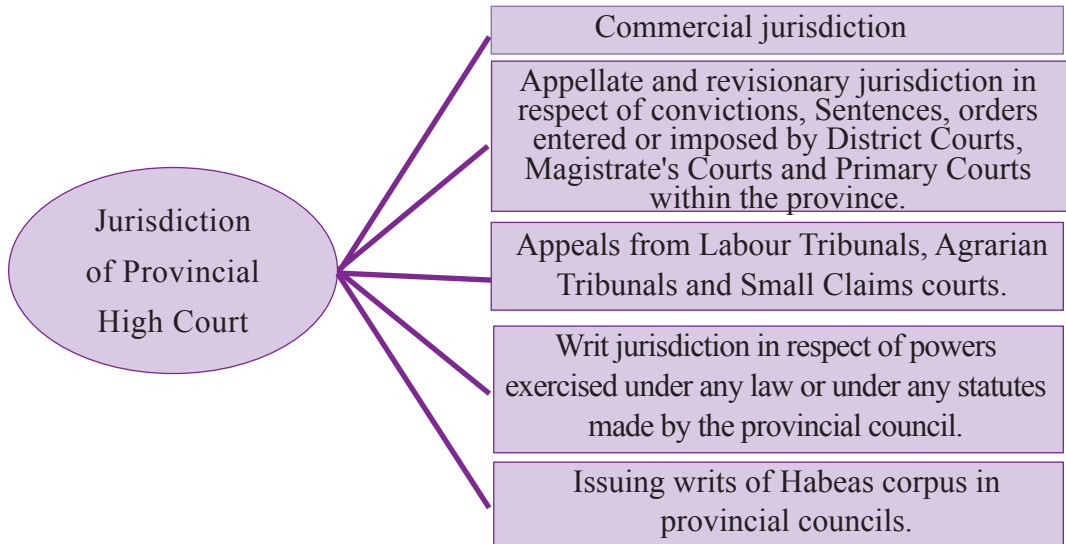 Jurisdiction
of Provincial
High Court
Commercial jurisdiction
Appellate and revisionary jurisdiction in
respect of convictions, Sentences, orders
entered or imposed by District Courts,
Magistrate's Courts and Primary Courts
within the province.
Appeals from Labour Tribunals, Agrarian
Tribunals and Small Claims courts.
Writ jurisdiction in respect of powers
exercised under any law or under any statutes
made by the provincial council.
Issuing writs of Habeas corpus in
provincial councils.